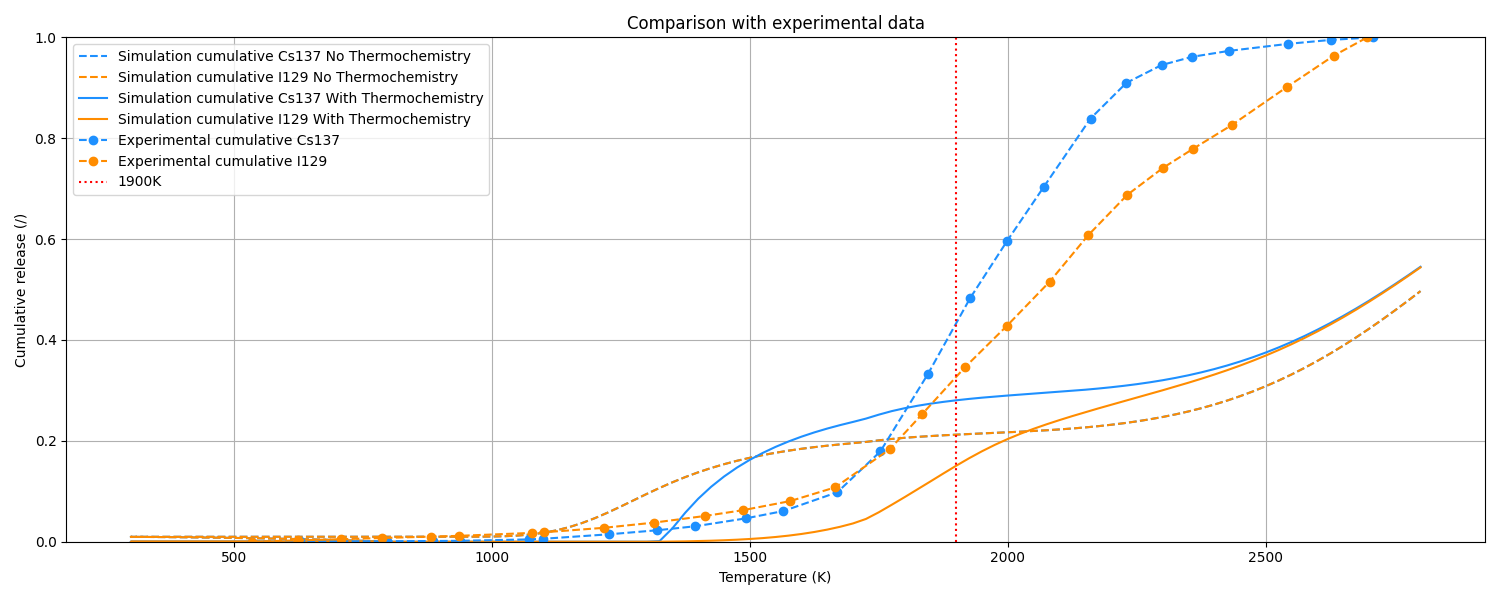 Comparison with experimental data
Cumulative release (/)
1.0
0.8
0.6
0.4
0.2
0.0
Simulation cumulative Cs137 No Thermochemistry
Simulation cumulative I129 No Thermochemistry
Simulation cumulative Cs137 With Thermochemistry
Simulation cumulative I129 With Thermochemistry
Experimental cumulative Cs137
Experimental cumulative I129
1900K
500 1000 1500 2000 2500
Temperature (K)